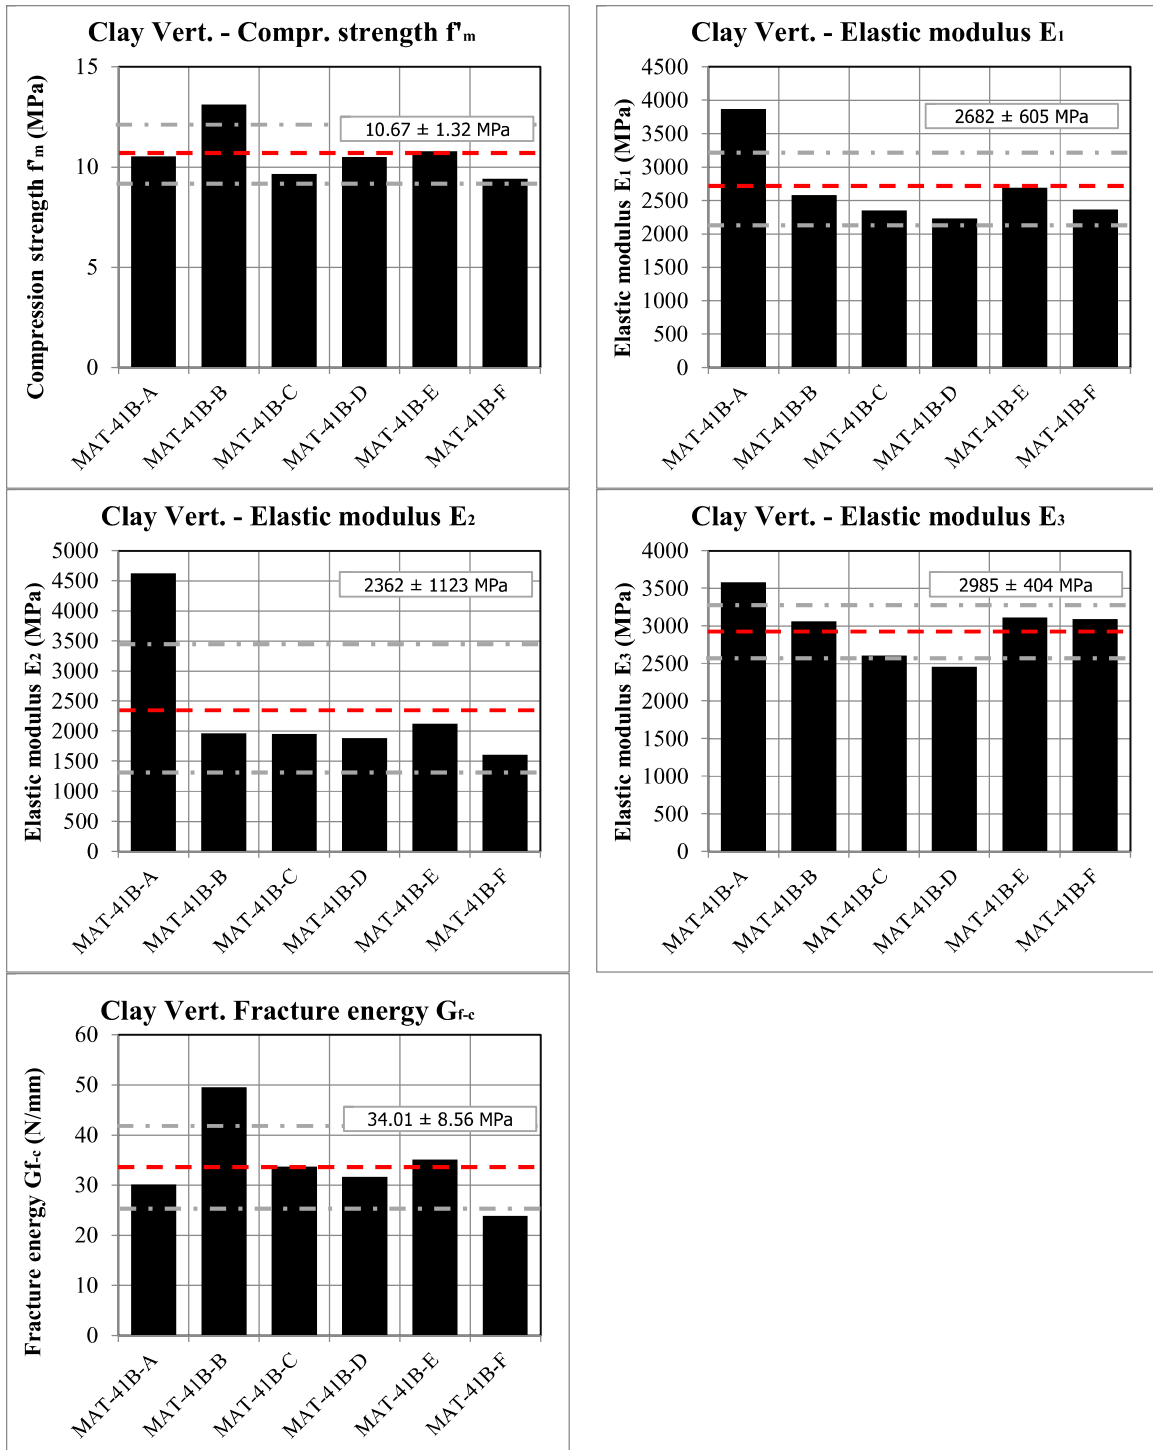 Clay Vert. - Compr. strength f'm
Compression strength f'm (MPa)
15
10
5
0
10.67 ± 1.32 MPa
MAT-41B-A
MAT-41B-B
MAT-41B-C
MAT-41B-D
MAT-41B-E
MAT-41B-F
Clay Vert. - Elastic modulus E1
Elastic modulus E1 (MPa)
4500
4000
3500
3000
2500
2000
1500
1000
500
0
2682 ± 605 MPa
MAT-41B-A
MAT-41B-B
MAT-41B-C
MAT-41B-D
MAT-41B-E
MAT-41B-F
Clay Vert. - Elastic modulus E2
Elastic modulus E2 (MPa)
5000
4500
4000
3500
3000
2500
2000
1500
1000
500
0
2362 ± 1123 MPa
MAT-41B-A
MAT-41B-B
MAT-41B-C
MAT-41B-D
MAT-41B-E
MAT-41B-F
Clay Vert. - Elastic modulus E3
Elastic modulus E3 (MPa)
4000
3500
3000
2500
2000
1500
1000
500
0
2985 ± 404 MPa
MAT-41B-A
MAT-41B-B
MAT-41B-C
MAT-41B-D
MAT-41B-E
MAT-41B-F
Clay Vert. Fracture energy Gf-c
Fracture energy Gf-c (N/mm)
60
50
40
30
20
10
0
34.01 ± 8.56 MPa
MAT-41B-A
MAT-41B-B
MAT-41B-C
MAT-41B-D
MAT-41B-E
MAT-41B-F